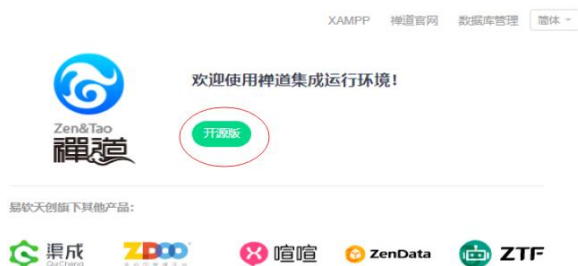 XAMPP 禅道官网 数据库管理 简体
欢迎使用禅道集成运行环境!
开源版
Zen&Tao
禪道
易软天创旗下其他产品:
渠成 ZDOO 喧喧 ZenData ZTF
QuCheng